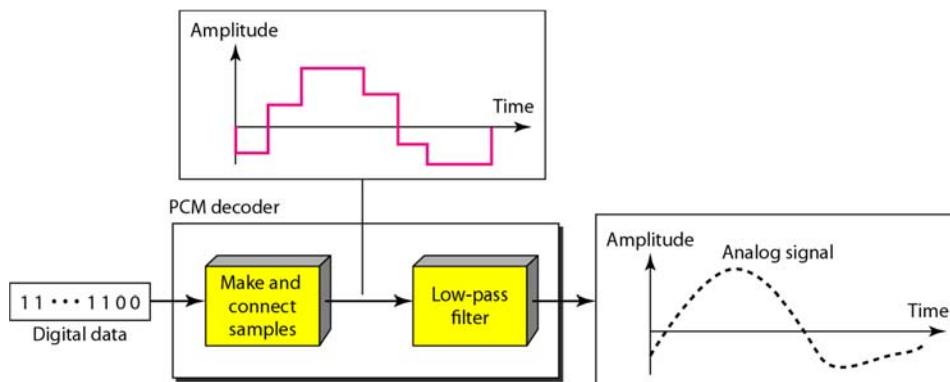 Amplitude
Time
PCM decoder
11•••1100
Digital data
Make and
connect
samples
Low-pass
filter
Amplitude
Analog signal
Time